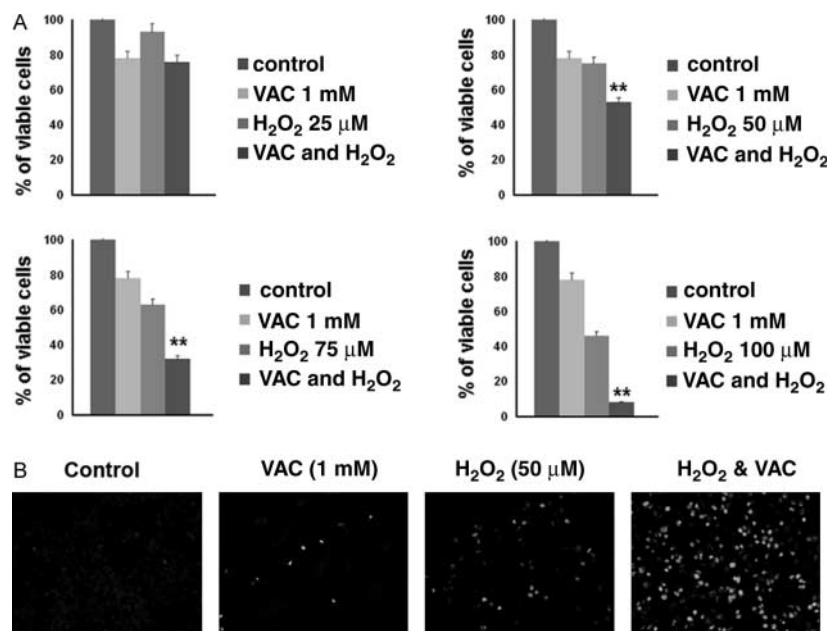 A
% of viable cells
100
80
60
40
20
0
control
VAC 1 mM
H₂O₂ 25 μM
VAC and H₂O₂
% of viable cells
100
80
60
40
20
0
**
control
VAC 1 mM
H₂O₂ 50 μM
VAC and H₂O₂
% of viable cells
100
80
60
40
20
0
**
control
VAC 1 mM
H₂O₂ 75 μM
VAC and H₂O₂
% of viable cells
100
80
60
40
20
0
**
control
VAC 1 mM
H₂O₂ 100 μM
VAC and H₂O₂
B
Control VAC (1 mM) H₂O₂ (50 μM) H₂O₂ & VAC